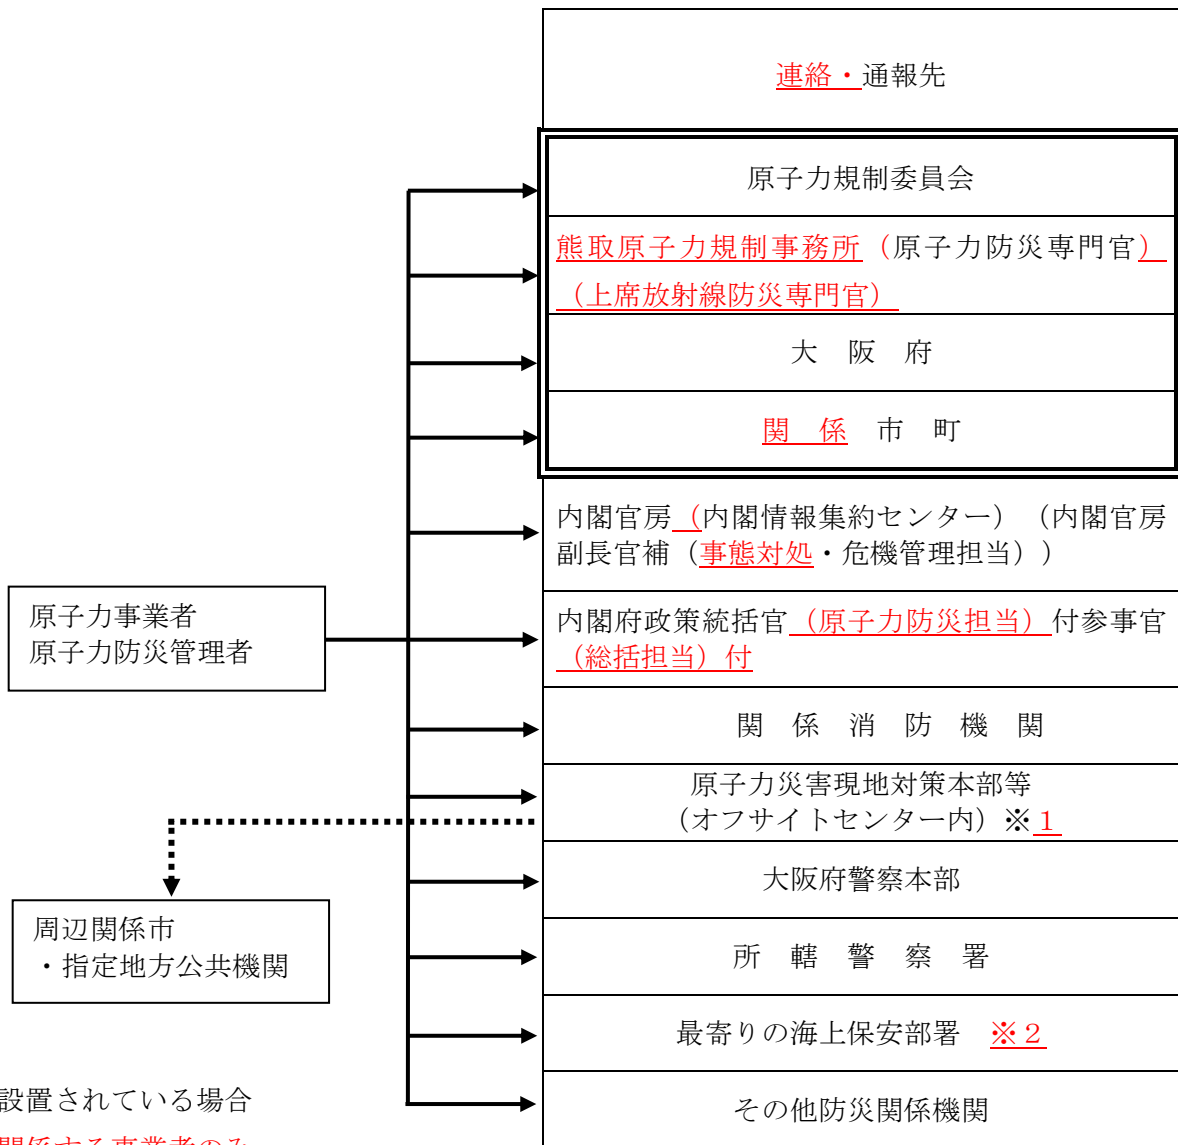 連絡・通報先
原子力規制委員会
熊取原子力規制事務所（原子力防災専門官）
（上席放射線防災専門官）
大　阪　府
関　係　市　町
内閣官房（内閣情報集約センター）（内閣官房
副長官補（事態対処・危機管理担当））
内閣府政策統括官（原子力防災担当）付参事官
（総括担当）付
関　係　消　防　機　関
原子力災害現地対策本部等
（オフサイトセンター内）※１
大阪府警察本部
所　轄　警　察　署
最寄りの海上保安部署　※２
その他防災関係機関
原子力事業者
原子力防災管理者
周辺関係市
・指定地方公共機関
設置されている場合
関係する事業者のみ